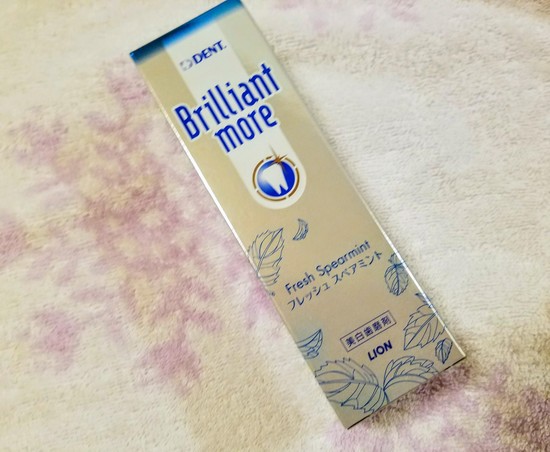 DENT.
Brilliant
more
Fresh Spearmint
フレッシュ スペアミント
美白歯磨剤
LION